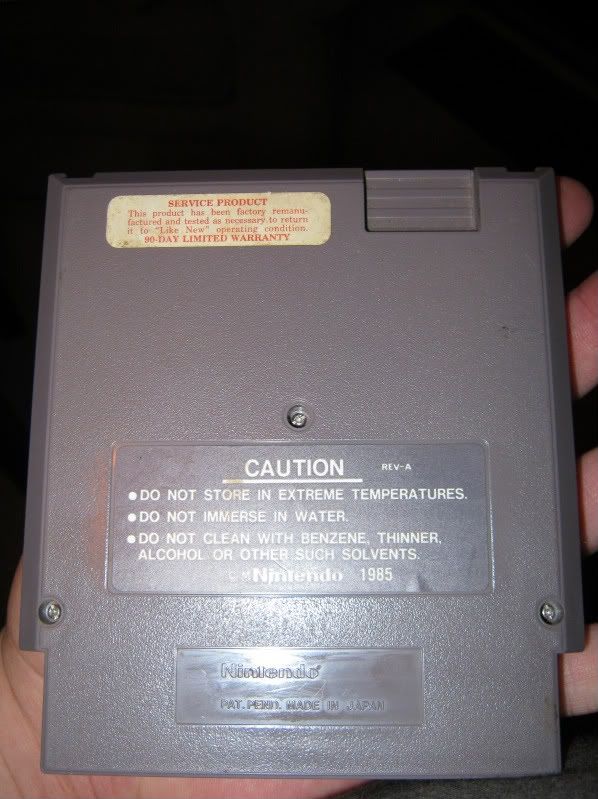 SERVICE PRODUCT
This product has been factory remanu-
factured and tested as necessary to return
it to "Like New" operating condition.
90-DAY LIMITED WARRANTY
CAUTION REV-A
●DO NOT STORE IN EXTREME TEMPERATURES.
●DO NOT IMMERSE IN WATER.
●DO NOT CLEAN WITH BENZENE, THINNER,
ALCOHOL OR OTHER SUCH SOLVENTS.
Nintendo 1985
Nintendo®
PAT. PEND. MADE IN JAPAN